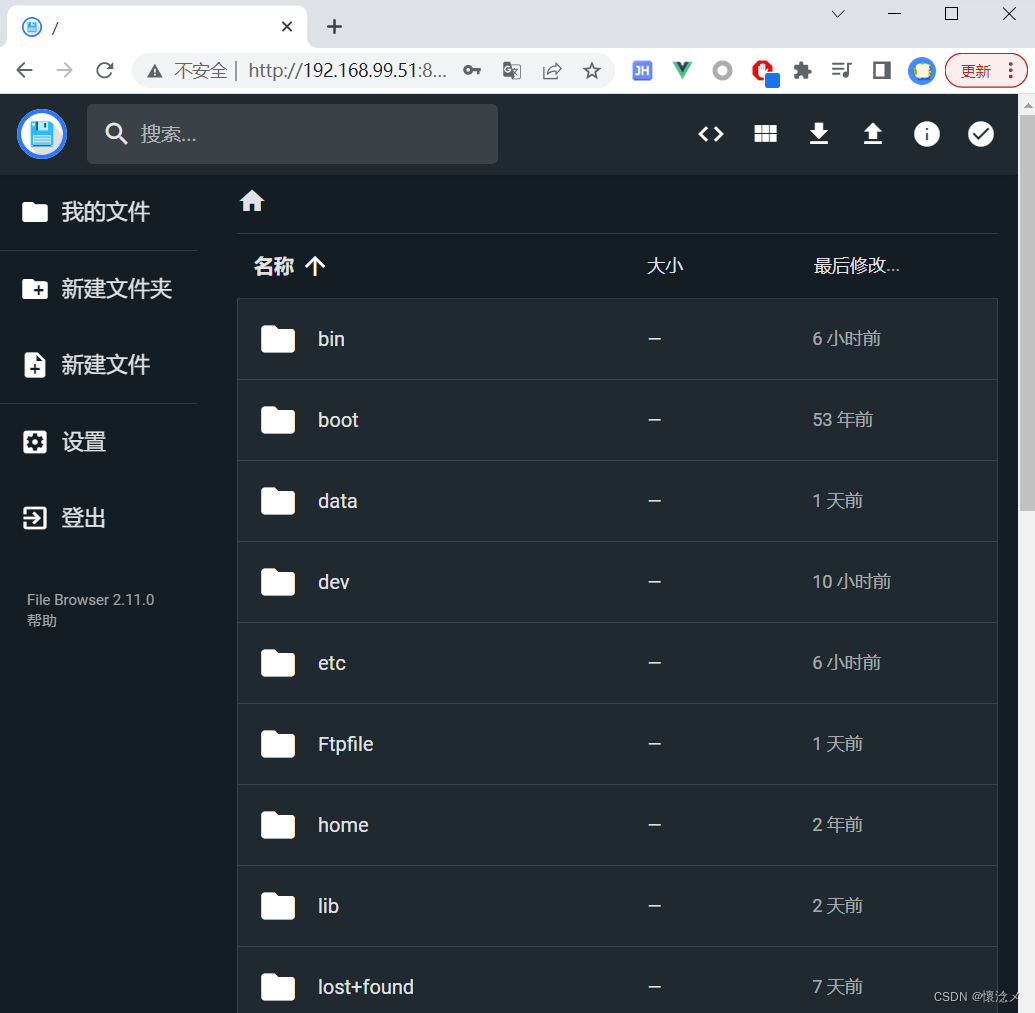 /
不安全 | http://192.168.99.51:8...
JH
更新
搜索...
我的文件
新建文件夹
新建文件
设置
登出
File Browser 2.11.0
帮助
名称 大小 最后修改...
bin — 6 小时前
boot — 53 年前
data — 1 天前
dev — 10 小时前
etc — 6 小时前
Ftpfile — 1 天前
home — 2 年前
lib — 2 天前
lost+found — 7 天前
CSDN @懷淰メ